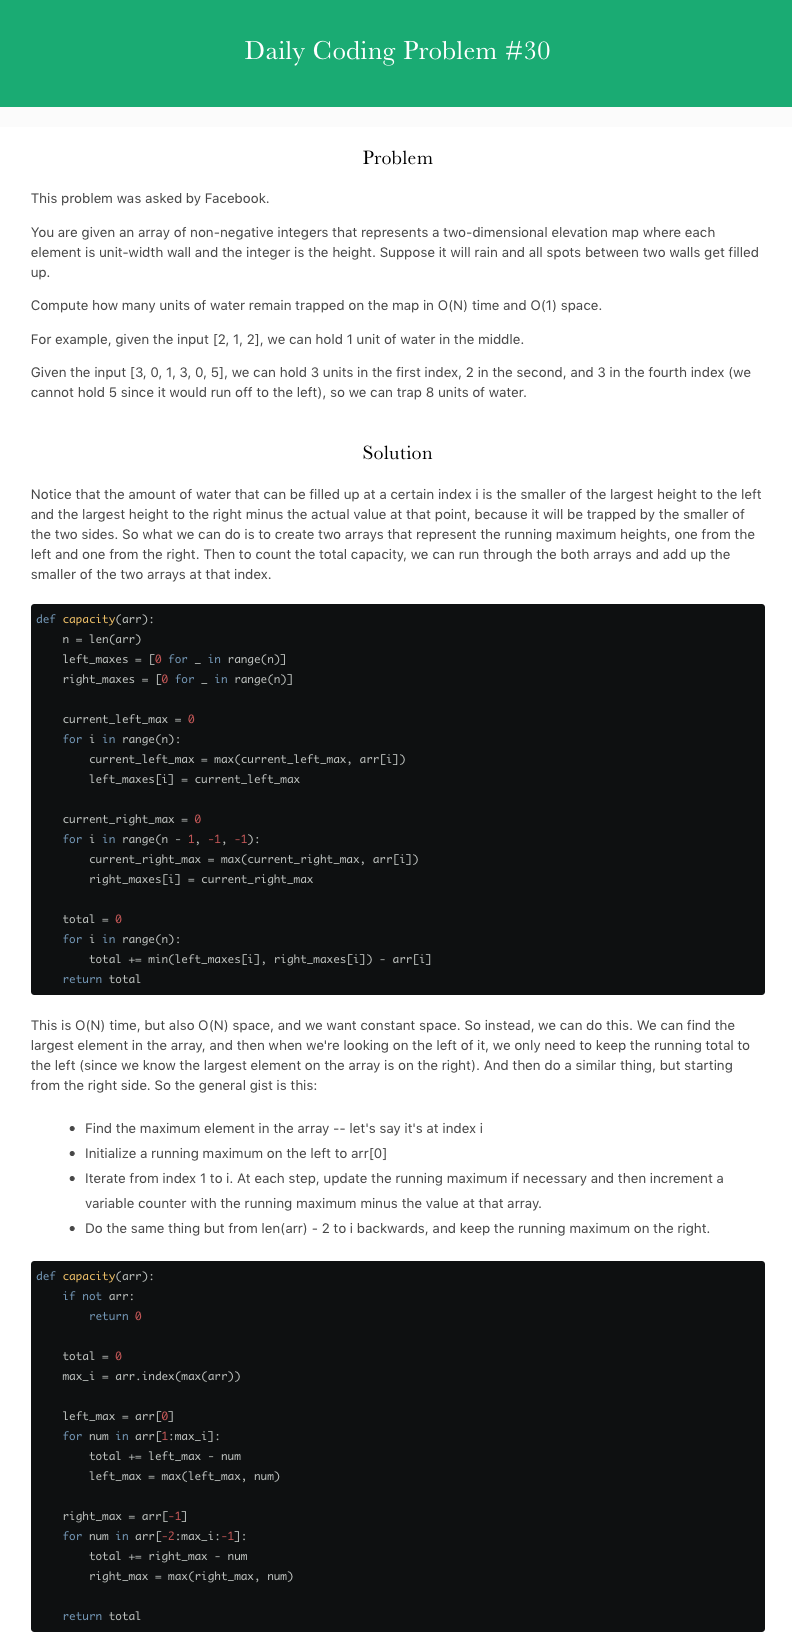 Daily Coding Problem #30
Problem
This problem was asked by Facebook.
You are given an array of non-negative integers that represents a two-dimensional elevation map where each
element is unit-width wall and the integer is the height. Suppose it will rain and all spots between two walls get filled
up.
Compute how many units of water remain trapped on the map in O(N) time and O(1) space.
For example, given the input [2, 1, 2], we can hold 1 unit of water in the middle.
Given the input [3, 0, 1, 3, 0, 5], we can hold 3 units in the first index, 2 in the second, and 3 in the fourth index (we
cannot hold 5 since it would run off to the left), so we can trap 8 units of water.
Solution
Notice that the amount of water that can be filled up at a certain index i is the smaller of the largest height to the left
and the largest height to the right minus the actual value at that point, because it will be trapped by the smaller of
the two sides. So what we can do is to create two arrays that represent the running maximum heights, one from the
left and one from the right. Then to count the total capacity, we can run through the both arrays and add up the
smaller of the two arrays at that index.
def capacity(arr):
    n = len(arr)
    left_maxes = [0 for _ in range(n)]
    right_maxes = [0 for _ in range(n)]

    current_left_max = 0
    for i in range(n):
        current_left_max = max(current_left_max, arr[i])
        left_maxes[i] = current_left_max

    current_right_max = 0
    for i in range(n - 1, -1, -1):
        current_right_max = max(current_right_max, arr[i])
        right_maxes[i] = current_right_max

    total = 0
    for i in range(n):
        total += min(left_maxes[i], right_maxes[i]) - arr[i]
    return total
This is O(N) time, but also O(N) space, and we want constant space. So instead, we can do this. We can find the
largest element in the array, and then when we're looking on the left of it, we only need to keep the running total to
the left (since we know the largest element on the array is on the right). And then do a similar thing, but starting
from the right side. So the general gist is this:
• Find the maximum element in the array -- let's say it's at index i
• Initialize a running maximum on the left to arr[0]
• Iterate from index 1 to i. At each step, update the running maximum if necessary and then increment a
variable counter with the running maximum minus the value at that array.
• Do the same thing but from len(arr) - 2 to i backwards, and keep the running maximum on the right.
def capacity(arr):
    if not arr:
        return 0

    total = 0
    max_i = arr.index(max(arr))

    left_max = arr[0]
    for num in arr[1:max_i]:
        total += left_max - num
        left_max = max(left_max, num)

    right_max = arr[-1]
    for num in arr[-2:max_i:-1]:
        total += right_max - num
        right_max = max(right_max, num)

    return total